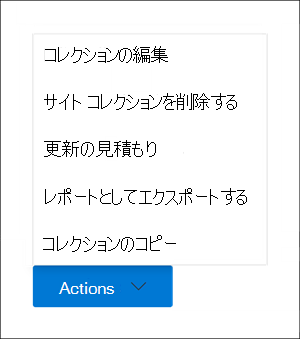 コレクションの編集
サイト コレクションを削除する
更新の見積もり
レポートとしてエクスポートする
コレクションのコピー
Actions